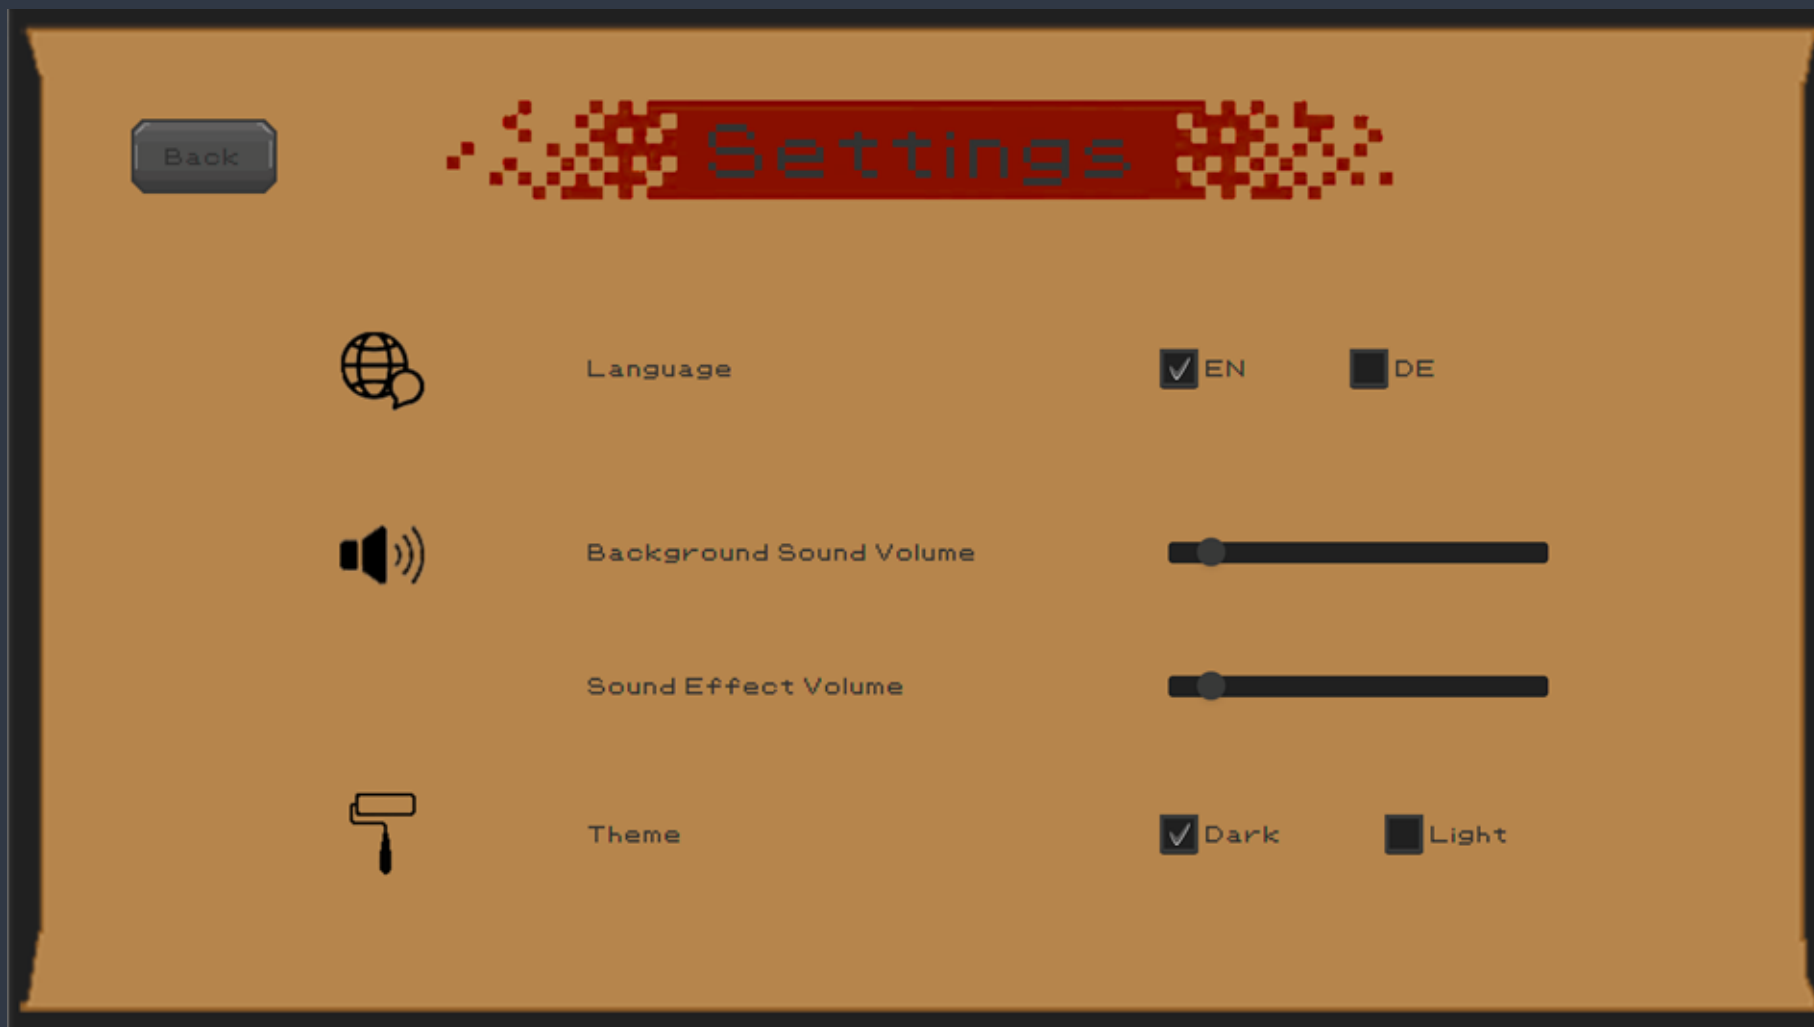 Back
Settings
Language
EN
DE
Background Sound Volume
Sound Effect Volume
Theme
Dark
Light